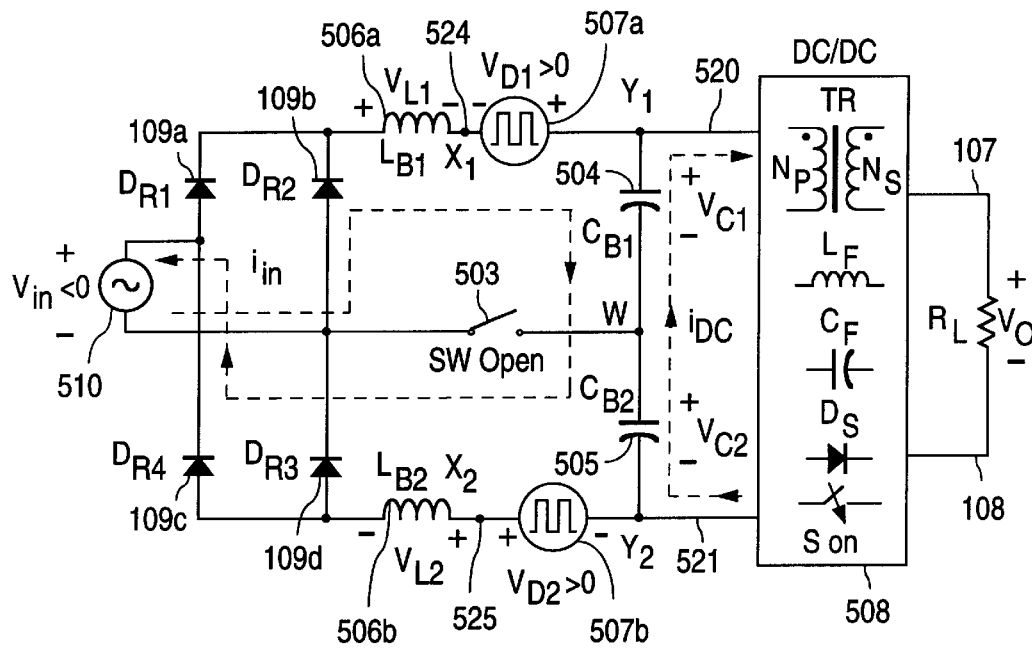 506a
524
507a
DC/DC
V_L1
V_D1>0
Y_1
520
109b
109a
+
−
−
+
TR
L_B1
X_1
504
N_P
N_S
107
D_R1
D_R2
+
V_C1
−
C_B1
+
V_in<0
−
i_in
503
L_F
W
SW Open
i_DC
C_F
R_L
+
V_O
−
510
C_B2
+
V_C2
−
D_S
D_R4
D_R3
L_B2
X_2
505
109c
−
+
+
−
Y_2
S on
108
109d
V_L2
V_D2>0
521
506b
525
507b
508